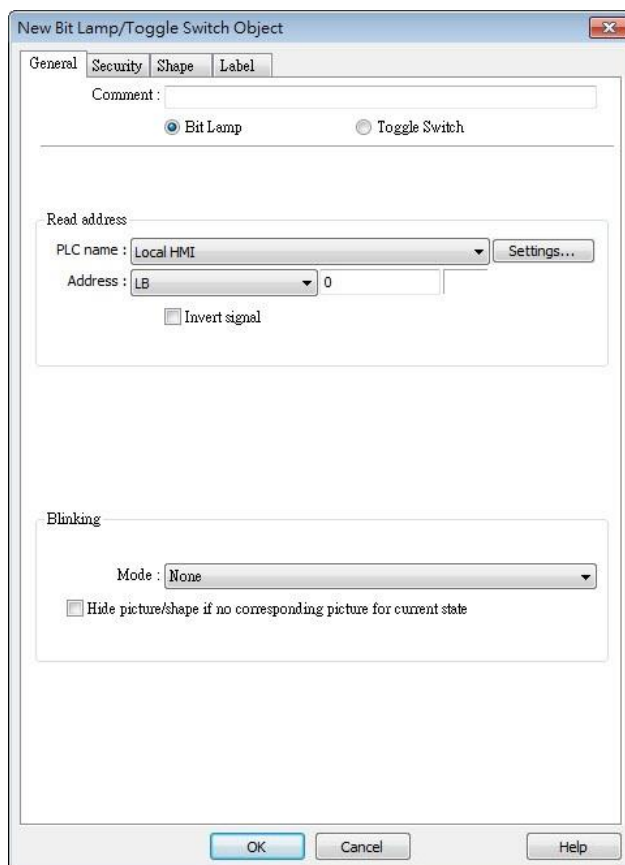 New Bit Lamp/Toggle Switch Object
General Security Shape Label
Comment :
Bit Lamp Toggle Switch
Read address
PLC name : Local HMI Settings...
Address : LB 0
Invert signal
Blinking
Mode : None
Hide picture/shape if no corresponding picture for current state
OK Cancel Help